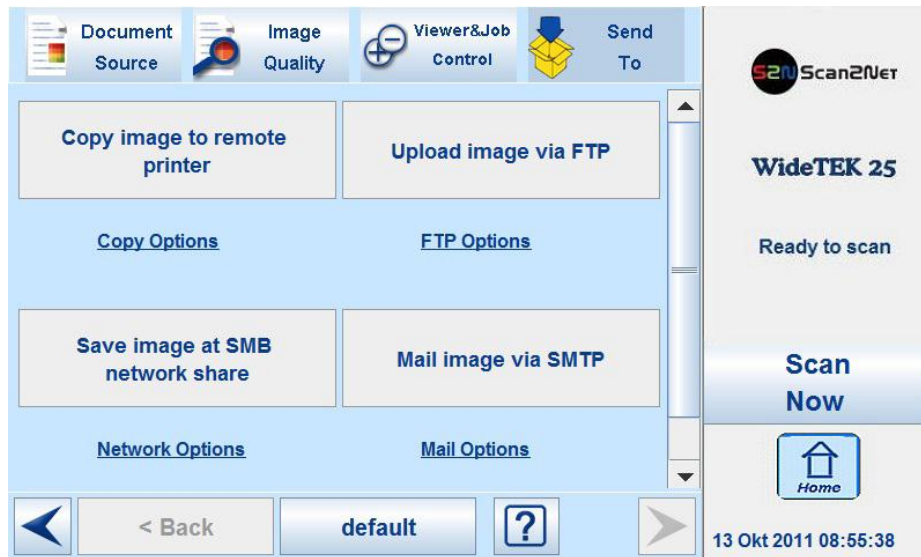 Document
Source
Image
Quality
Viewer&Job
Control
Send
To
S2N Scan2Net
Copy image to remote
printer
Upload image via FTP
WideTEK 25
Copy Options
FTP Options
Ready to scan
Save image at SMB
network share
Mail image via SMTP
Scan
Now
Network Options
Mail Options
Home
< Back
default
?
13 Okt 2011 08:55:38